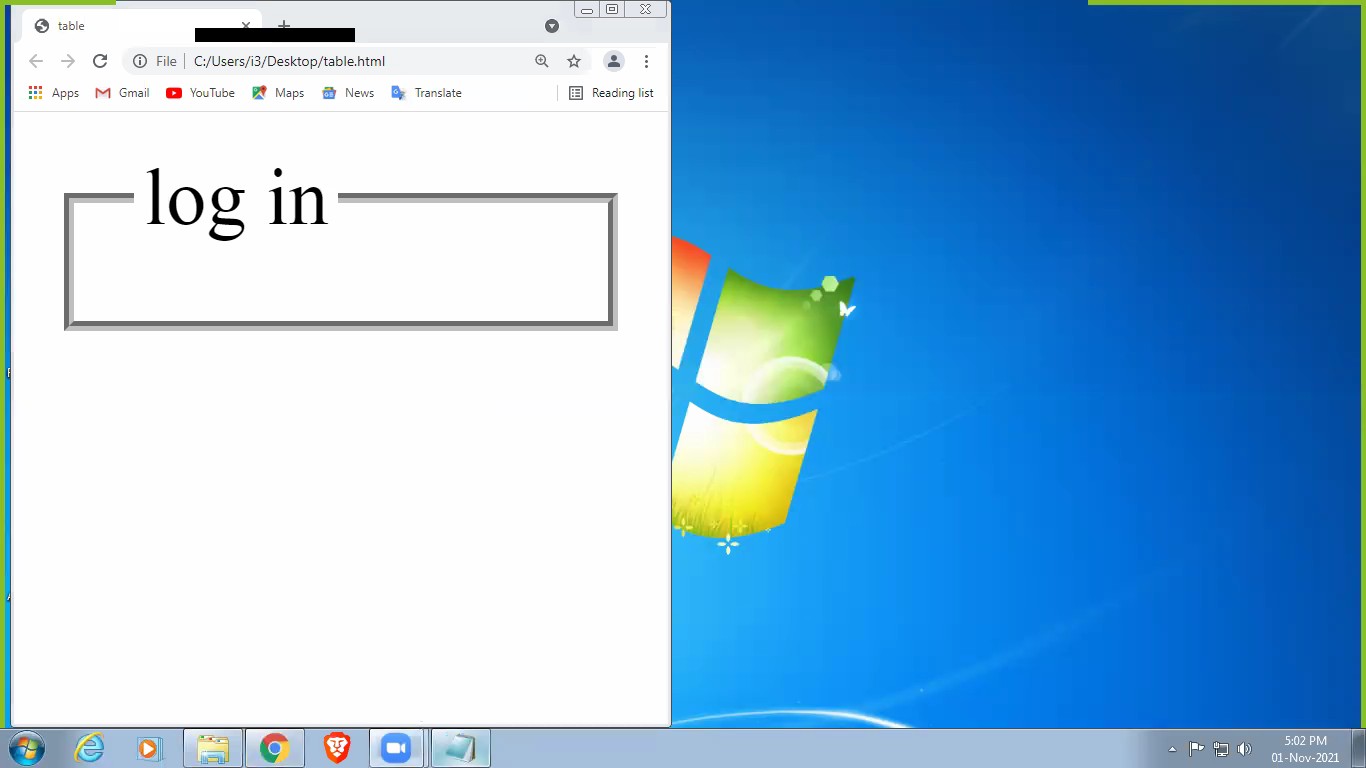 table
File
C:/Users/i3/Desktop/table.html
Apps
Gmail
YouTube
Maps
News
Translate
Reading list
log in
5:02 PM
01-Nov-2021